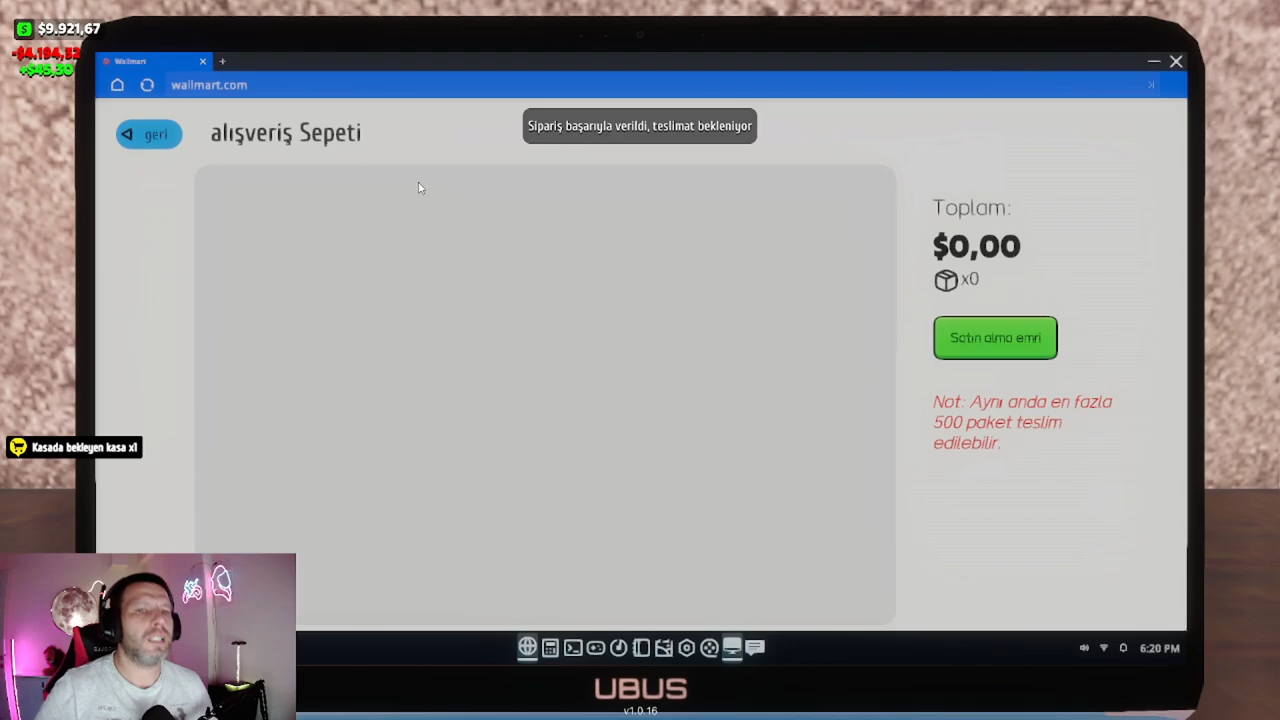 $9.921,67
-$4.194,32
+$45,30
Wallmart
wallmart.com
geri
alışveriş Sepeti
Sipariş başarıyla verildi, teslimat bekleniyor
Toplam:
$0,00
x0
Satın alma emri
Not: Aynı anda en fazla
500 paket teslim
edilebilir.
Kasada bekleyen kasa x1
6:20 PM
UBUS
v1.0.16